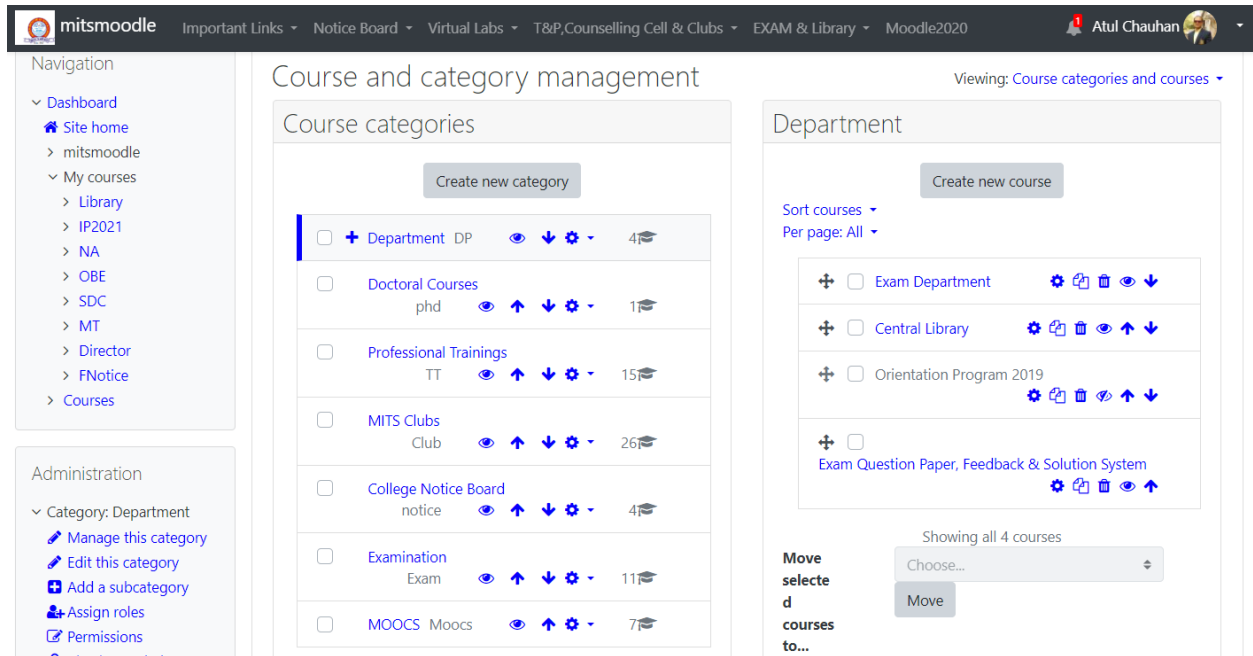 mitsmoodle Important Links Notice Board Virtual Labs T&P,Counselling Cell & Clubs EXAM & Library Moodle2020 1 Atul Chauhan
Navigation
Dashboard
Site home
mitsmoodle
My courses
Library
IP2021
NA
OBE
SDC
MT
Director
FNotice
Courses
Administration
Category: Department
Manage this category
Edit this category
Add a subcategory
Assign roles
Permissions
Course and category management
Viewing: Course categories and courses
Course categories
Create new category
Department DP 4
Doctoral Courses
phd 1
Professional Trainings
TT 15
MITS Clubs
Club 26
College Notice Board
notice 4
Examination
Exam 11
MOOCS Moocs 7
Department
Create new course
Sort courses
Per page: All
Exam Department
Central Library
Orientation Program 2019
Exam Question Paper, Feedback & Solution System
Showing all 4 courses
Move
selecte
d
courses
to...
Choose...
Move